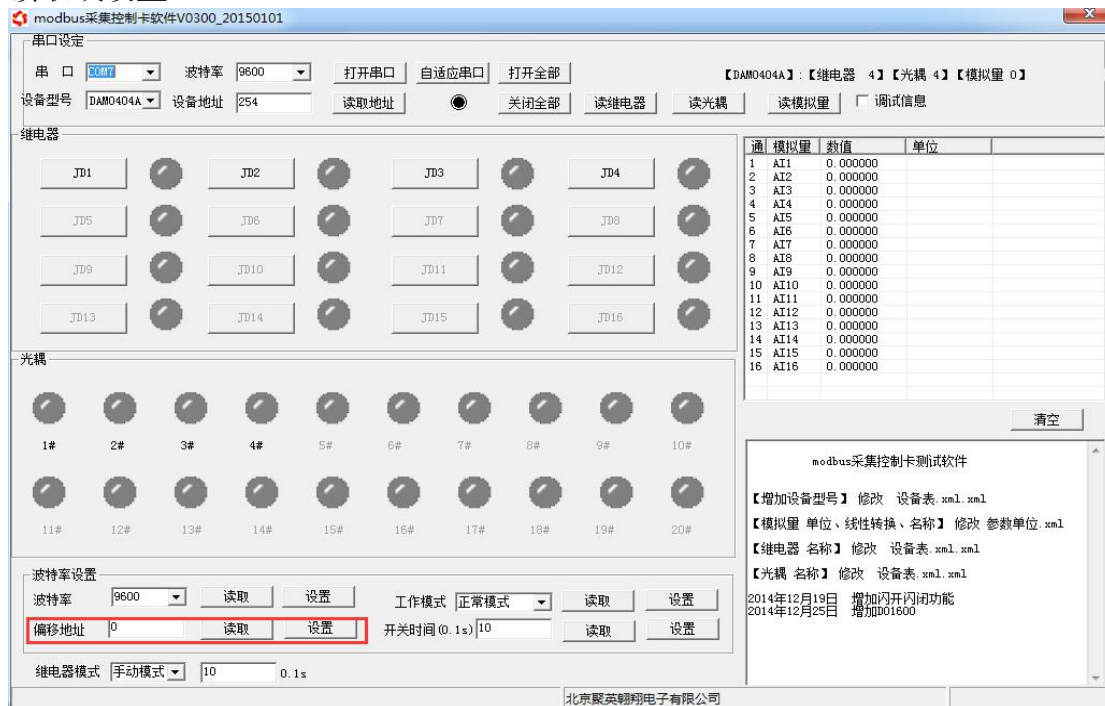 modbus采集控制卡软件V0300_20150101
串口设定
串 口 COM7 波特率 9600 打开串口 自适应串口 打开全部 【DAM0404A】:【继电器 4】【光耦 4】【模拟量 0】
设备型号 DAM0404A 设备地址 254 读取地址 关闭全部 读继电器 读光耦 读模拟量 调试信息
继电器
JD1 JD2 JD3 JD4
JD5 JD6 JD7 JD8
JD9 JD10 JD11 JD12
JD13 JD14 JD15 JD16
通 模拟量 数值 单位
1 AI1 0.000000
2 AI2 0.000000
3 AI3 0.000000
4 AI4 0.000000
5 AI5 0.000000
6 AI6 0.000000
7 AI7 0.000000
8 AI8 0.000000
9 AI9 0.000000
10 AI10 0.000000
11 AI11 0.000000
12 AI12 0.000000
13 AI13 0.000000
14 AI14 0.000000
15 AI15 0.000000
16 AI16 0.000000
清空
光耦
1# 2# 3# 4# 5# 6# 7# 8# 9# 10#
11# 12# 13# 14# 15# 16# 17# 18# 19# 20#
modbus采集控制卡测试软件
【增加设备型号】 修改 设备表.xml.xml
【模拟量 单位、线性转换、名称】 修改 参数单位.xml
【继电器 名称】 修改 设备表.xml.xml
【光耦 名称】 修改 设备表.xml.xml
2014年12月19日 增加闪开闪闭功能
2014年12月25日 增加DO1600
波特率设置
波特率 9600 读取 设置 工作模式 正常模式 读取 设置
偏移地址 0 读取 设置 开关时间(0.1s) 10 读取 设置
继电器模式 手动模式 10 0.1s
北京聚英翱翔电子有限公司